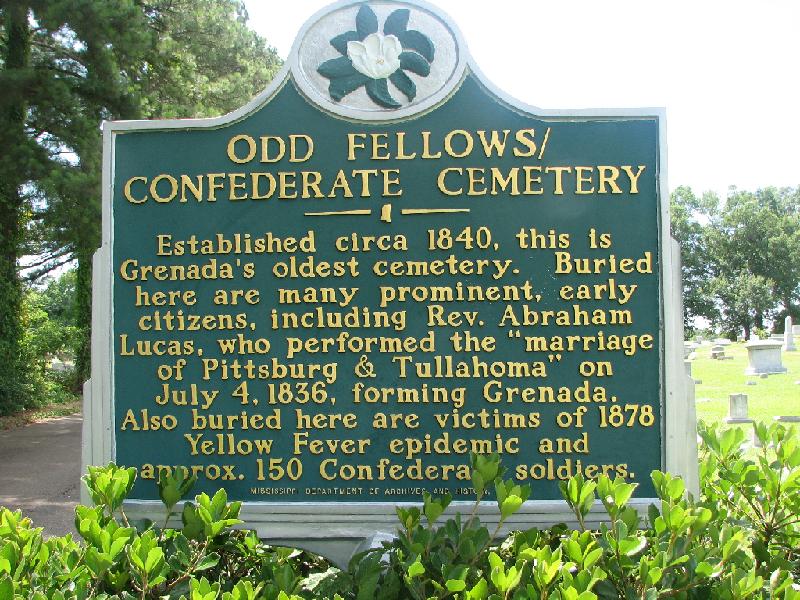 ODD FELLOWS/
CONFEDERATE CEMETERY
Established circa 1840, this is
Grenada's oldest cemetery. Buried
here are many prominent, early
citizens, including Rev. Abraham
Lucas, who performed the "marriage
of Pittsburg & Tullahoma" on
July 4, 1836, forming Grenada.
Also buried here are victims of 1878
Yellow Fever epidemic and
approx. 150 Confederate soldiers.
MISSISSIPPI DEPARTMENT OF ARCHIVES AND HISTORY